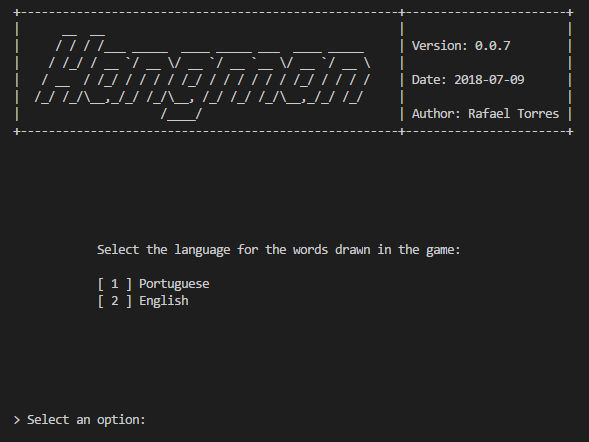 Hangman
Version: 0.0.7
Date: 2018-07-09
Author: Rafael Torres
Select the language for the words drawn in the game:
[ 1 ] Portuguese
[ 2 ] English
> Select an option: